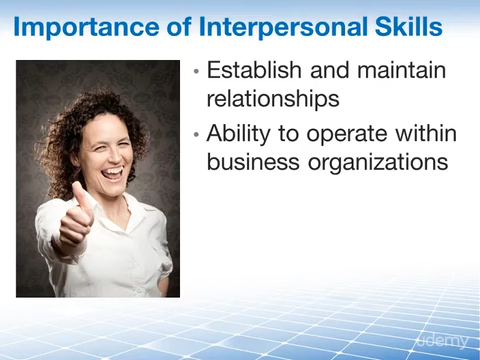 Importance of Interpersonal Skills
• Establish and maintain
relationships
• Ability to operate within
business organizations
udemy